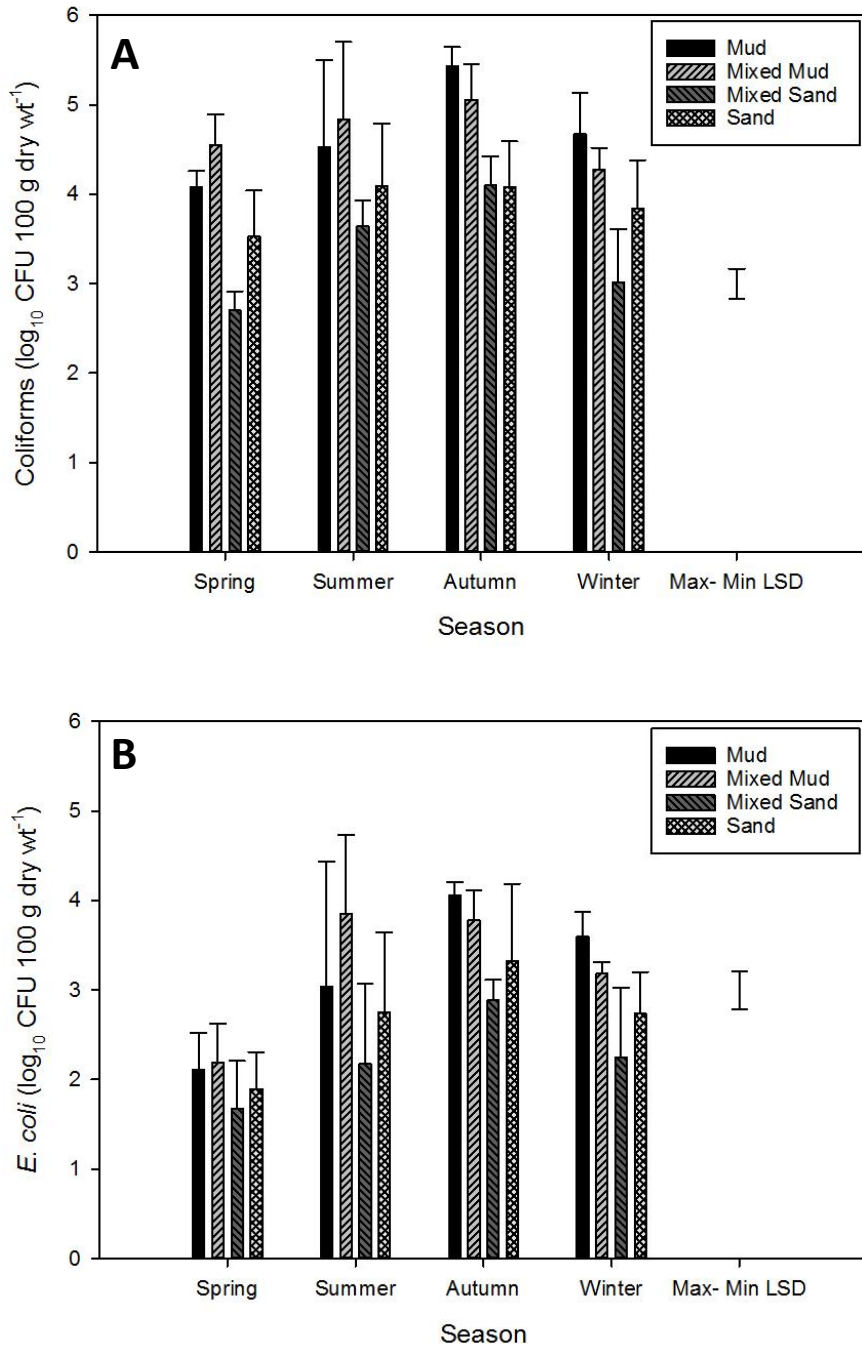 A
6
5
4
3
2
1
0
Coliforms (log₁₀ CFU 100 g dry wt⁻¹)
Mud
Mixed Mud
Mixed Sand
Sand
Spring Summer Autumn Winter Max- Min LSD
Season
B
6
5
4
3
2
1
0
E. coli (log₁₀ CFU 100 g dry wt⁻¹)
Mud
Mixed Mud
Mixed Sand
Sand
Spring Summer Autumn Winter Max- Min LSD
Season